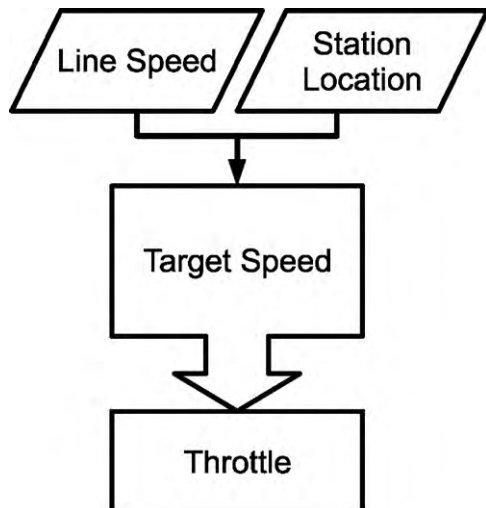 Line Speed
Station
Location
Target Speed
Throttle